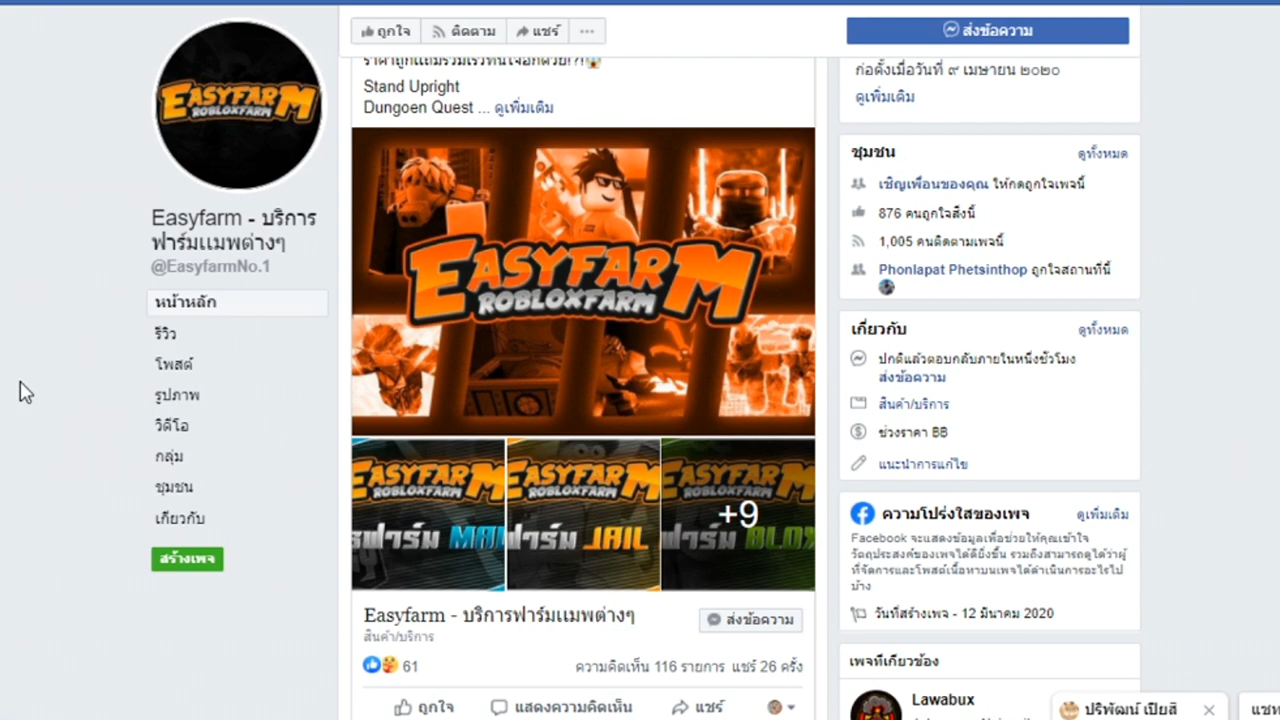 EASYFARM
ROBLOXFARM
Easyfarm - บริการ
ฟาร์มแมพต่างๆ
@EasyfarmNo.1
หน้าหลัก
รีวิว
โพสต์
รูปภาพ
วิดีโอ
กลุ่ม
ชุมชน
เกี่ยวกับ
สร้างเพจ
ถูกใจ
ติดตาม
แชร์
...
Stand Upright
Dungoen Quest ... ดูเพิ่มเติม
EASYFARM
ROBLOXFARM
EASYFARM
ROBLOXFARM
ฟาร์ม
EASYFARM
ROBLOXFARM
ฟาร์ม JAIL
EASYFARM
ROBLOXFARM
ฟาร์ม BLOX
+9
Easyfarm - บริการฟาร์มแมพต่างๆ
สินค้า/บริการ
ส่งข้อความ
61
ความคิดเห็น 116 รายการ แชร์ 26 ครั้ง
ถูกใจ
แสดงความคิดเห็น
แชร์
ส่งข้อความ
ก่อตั้งเมื่อวันที่ ๙ เมษายน ๒๐๒๐
ดูเพิ่มเติม
ชุมชน
ดูทั้งหมด
เชิญเพื่อนของคุณ ให้กดถูกใจเพจนี้
876 คนถูกใจสิ่งนี้
1,005 คนติดตามเพจนี้
Phonlapat Phetsinthop ถูกใจสถานที่นี้
เกี่ยวกับ
ดูทั้งหมด
ปกติแล้วตอบกลับภายในหนึ่งชั่วโมง
ส่งข้อความ
สินค้า/บริการ
ช่วงราคา ฿฿
แนะนำการแก้ไข
ความโปร่งใสของเพจ
ดูเพิ่มเติม
Facebook จะแสดงข้อมูลเพื่อช่วยให้คุณเข้าใจ
วัตถุประสงค์ของเพจได้ดียิ่งขึ้น รวมถึงสามารถดูได้ว่าผู้
ที่จัดการและโพสต์เนื้อหาบนเพจได้ดำเนินการอะไรไป
บ้าง
วันที่สร้างเพจ - 12 มีนาคม 2020
เพจที่เกี่ยวข้อง
Lawabux
ปริพัฒน์ เปียสิ